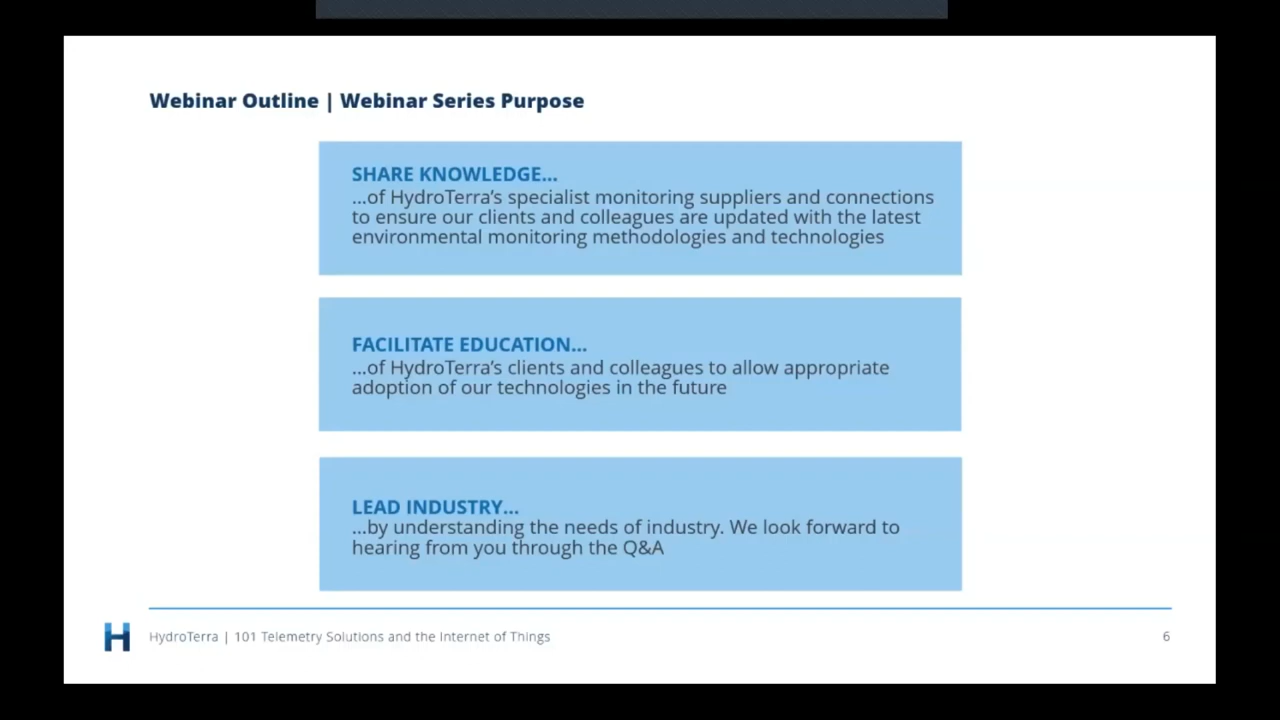 Webinar Outline | Webinar Series Purpose
SHARE KNOWLEDGE...
...of HydroTerra's specialist monitoring suppliers and connections
to ensure our clients and colleagues are updated with the latest
environmental monitoring methodologies and technologies
FACILITATE EDUCATION...
...of HydroTerra's clients and colleagues to allow appropriate
adoption of our technologies in the future
LEAD INDUSTRY...
...by understanding the needs of industry. We look forward to
hearing from you through the Q&A
HydroTerra | 101 Telemetry Solutions and the Internet of Things
6